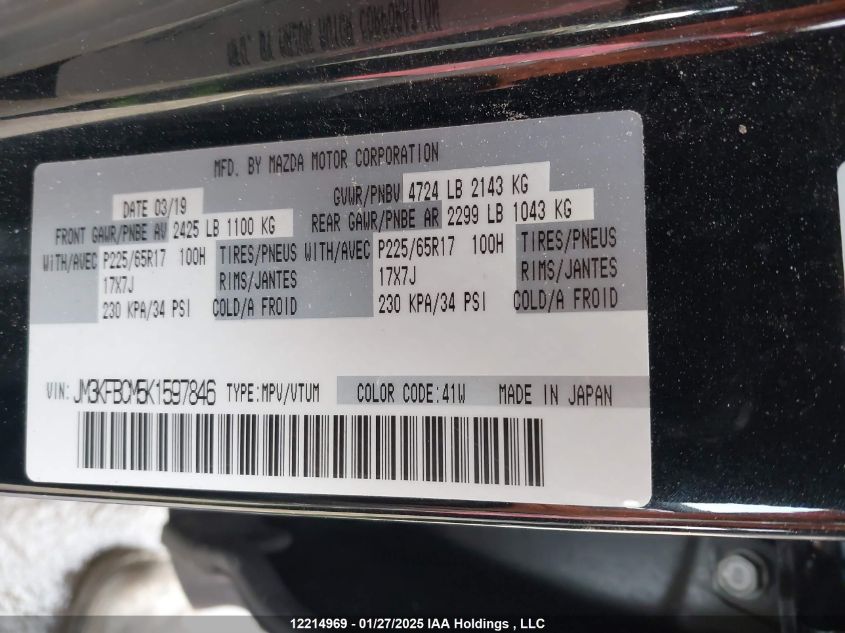 MFD. BY MAZDA MOTOR CORPORATION
DATE 03/19 GVWR/PNBV 4724 LB 2143 KG
FRONT GAWR/PNBE AV 2425 LB 1100 KG REAR GAWR/PNBE AR 2299 LB 1043 KG
WITH/AVEC P225/65R17 100H TIRES/PNEUS WITH/AVEC P225/65R17 100H TIRES/PNEUS
17X7J RIMS/JANTES 17X7J RIMS/JANTES
230 KPA/34 PSI COLD/A FROID 230 KPA/34 PSI COLD/A FROID
VIN: JM3KFBCM5K1597846 TYPE:MPV/VTUM COLOR CODE:41W MADE IN JAPAN
12214969 - 01/27/2025 IAA Holdings , LLC